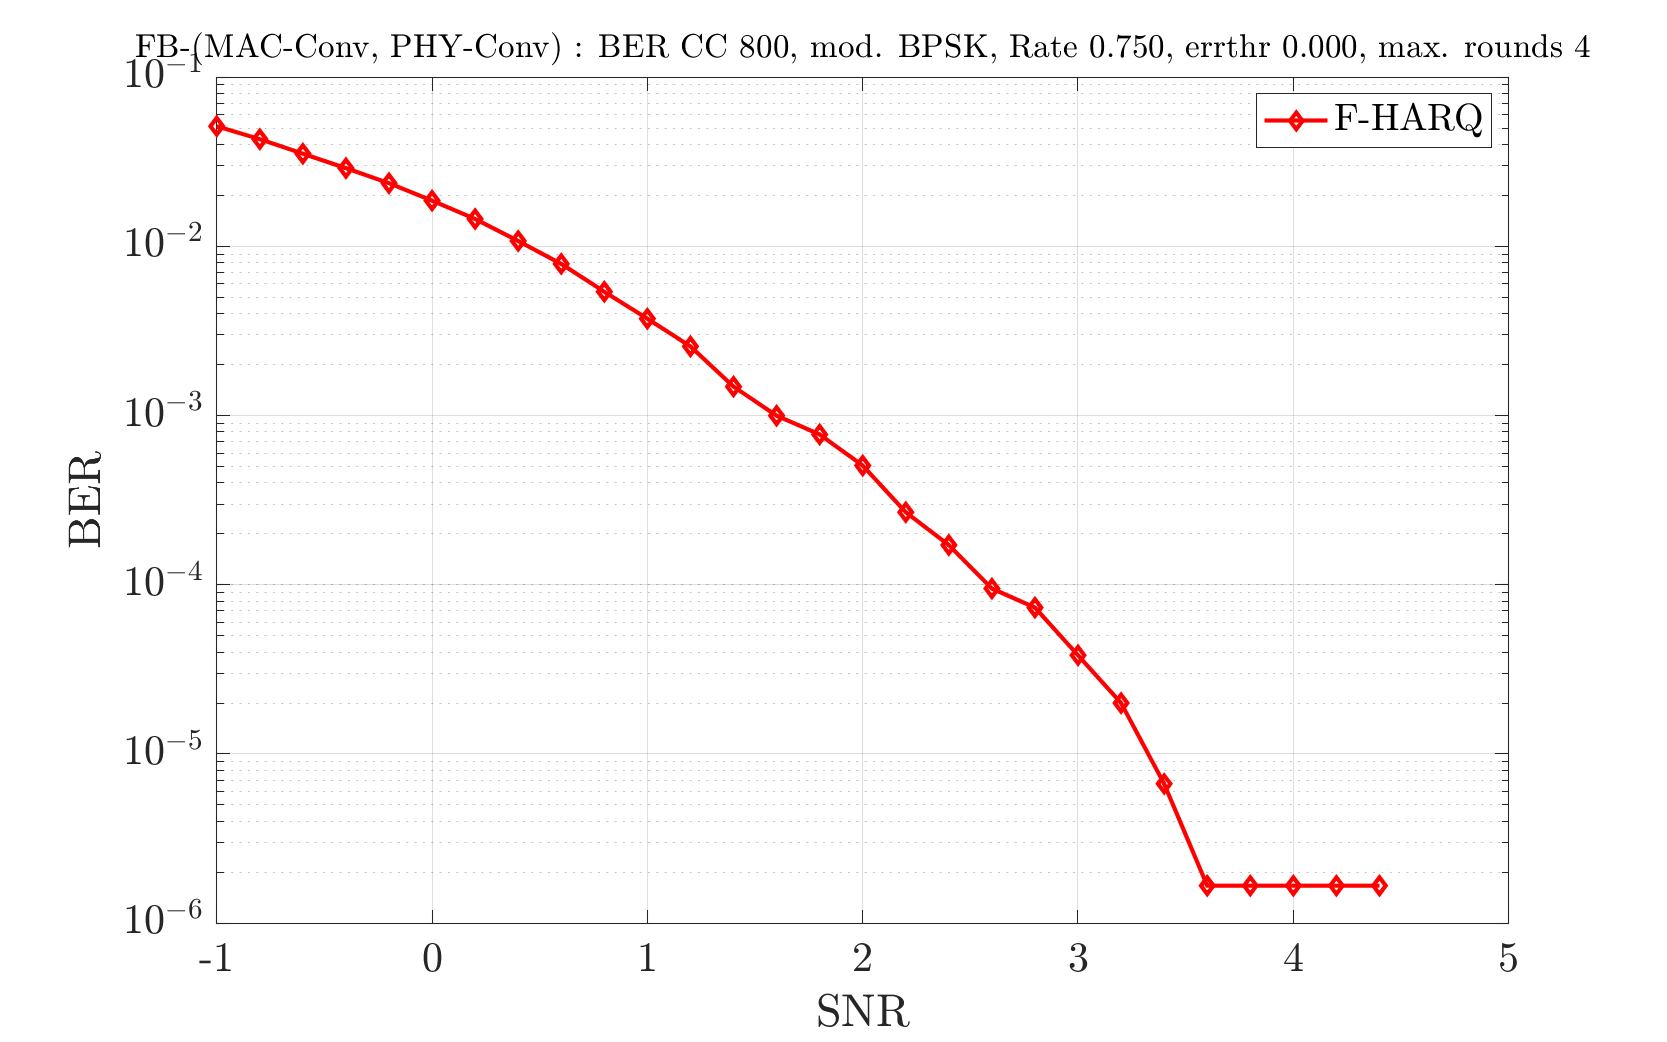 FB-(MAC-Conv, PHY-Conv) : BER CC 800, mod. BPSK, Rate 0.750, errthr 0.000, max. rounds 4
10⁻¹
F-HARQ
10⁻²
10⁻³
BER
10⁻⁴
10⁻⁵
10⁻⁶
-1 0 1 2 3 4 5
SNR